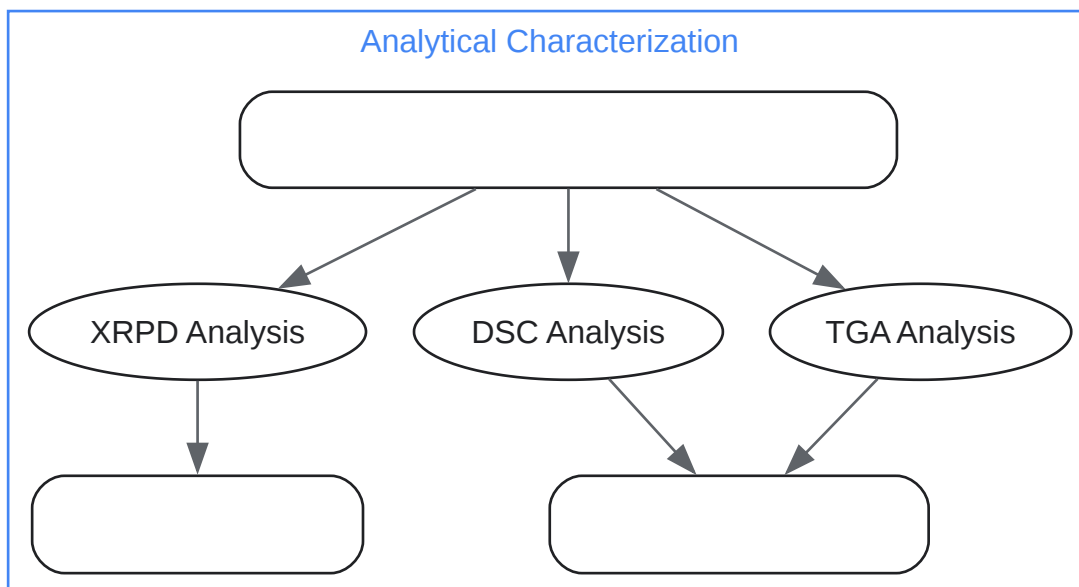 Analytical Characterization
XRPD Analysis
DSC Analysis
TGA Analysis